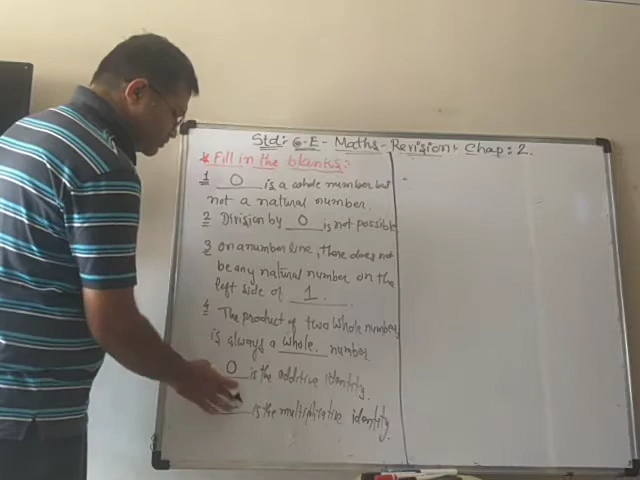 Std: 6-E - Maths - Revision + Chap: 2.
* Fill in the blanks:-
1 0 is a whole number but
not a natural number.
2 Division by 0 is not possible
3 On a number line, there does not
be any natural number on the
left side of 1.
4 The product of two whole number
is always a whole. number
0 is the additive identity.
is the multiplicative identity.